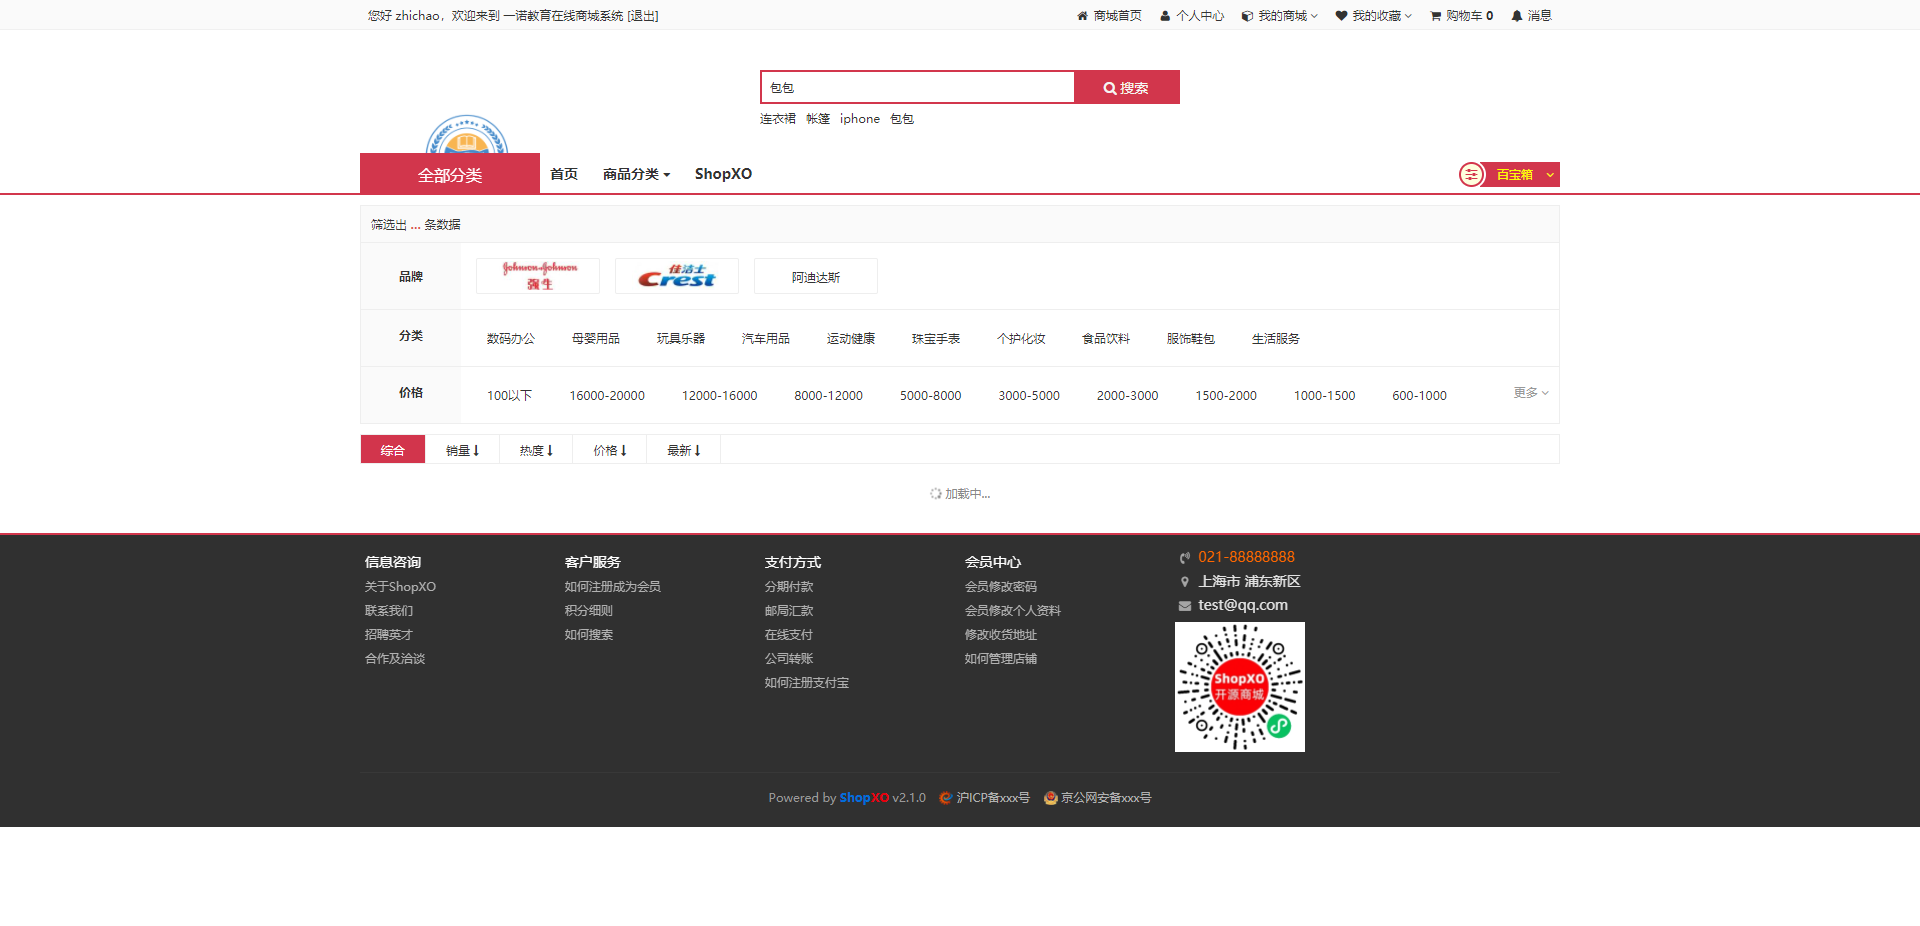 您好 zhichao，欢迎来到 一诺教育在线商城系统 [退出]
商城首页 个人中心 我的商城 我的收藏 购物车 0 消息
包包 搜索
连衣裙 帐篷 iphone 包包
全部分类 首页 商品分类 ShopXO 百宝箱
筛选出 ... 条数据
品牌 Johnson & Johnson 强生 佳洁士 Crest 阿迪达斯
分类 数码办公 母婴用品 玩具乐器 汽车用品 运动健康 珠宝手表 个护化妆 食品饮料 服饰鞋包 生活服务
价格 100以下 16000-20000 12000-16000 8000-12000 5000-8000 3000-5000 2000-3000 1500-2000 1000-1500 600-1000 更多
综合 销量 热度 价格 最新
加载中...
信息咨询
关于ShopXO
联系我们
招聘英才
合作及洽谈
客户服务
如何注册成为会员
积分细则
如何搜索
支付方式
分期付款
邮局汇款
在线支付
公司转账
如何注册支付宝
会员中心
会员修改密码
会员修改个人资料
修改收货地址
如何管理店铺
021-88888888
上海市 浦东新区
test@qq.com
ShopXO
开源商城
Powered by ShopXO v2.1.0 沪ICP备xxx号 京公网安备xxx号